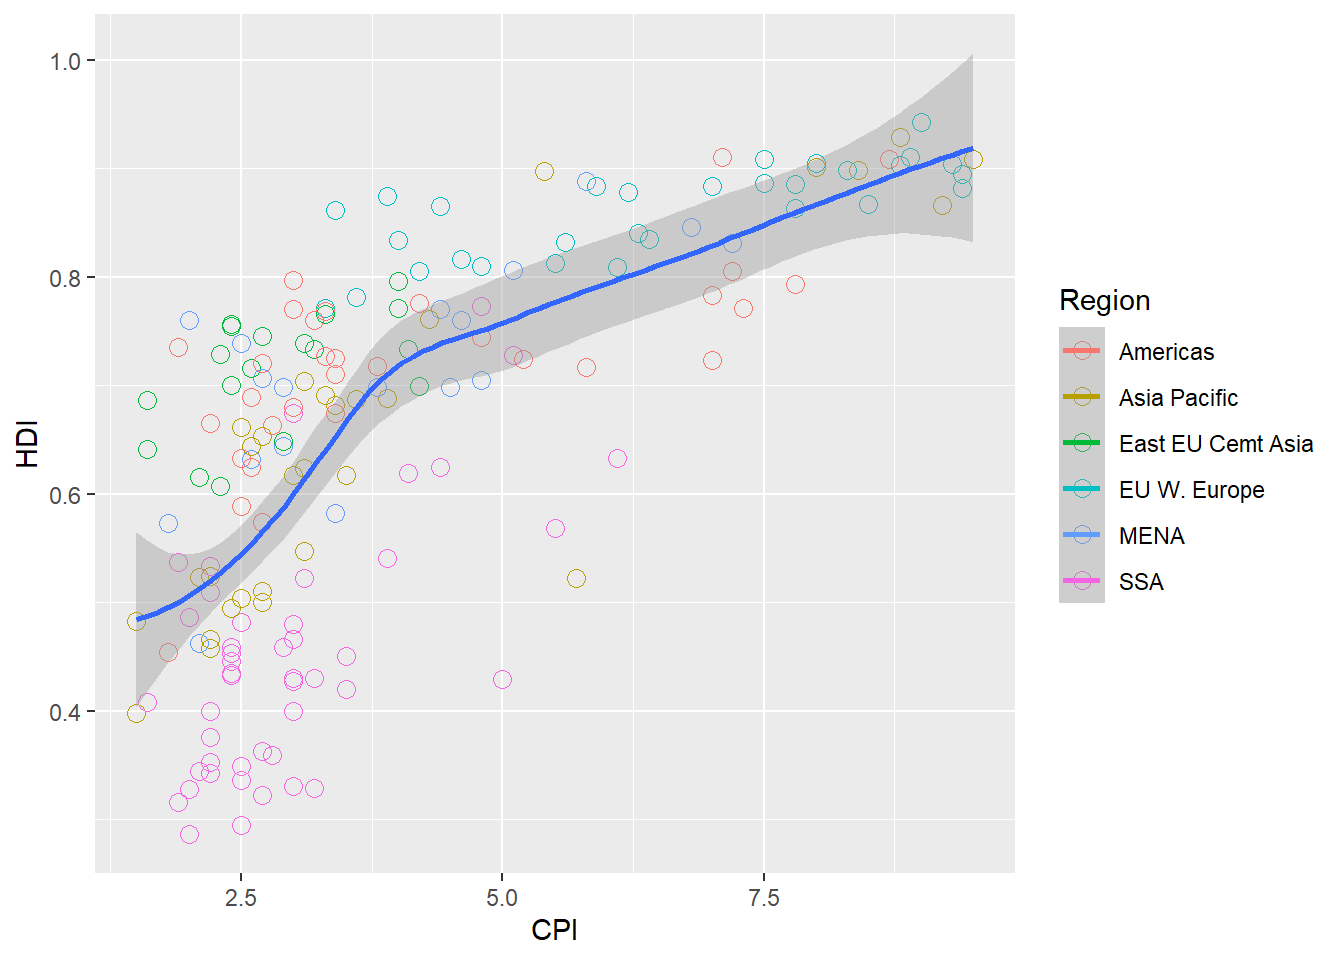 1.0
0.8
0.6
0.4
HDI
2.5
5.0
7.5
CPI
Region
Americas
Asia Pacific
East EU Cemt Asia
EU W. Europe
MENA
SSA